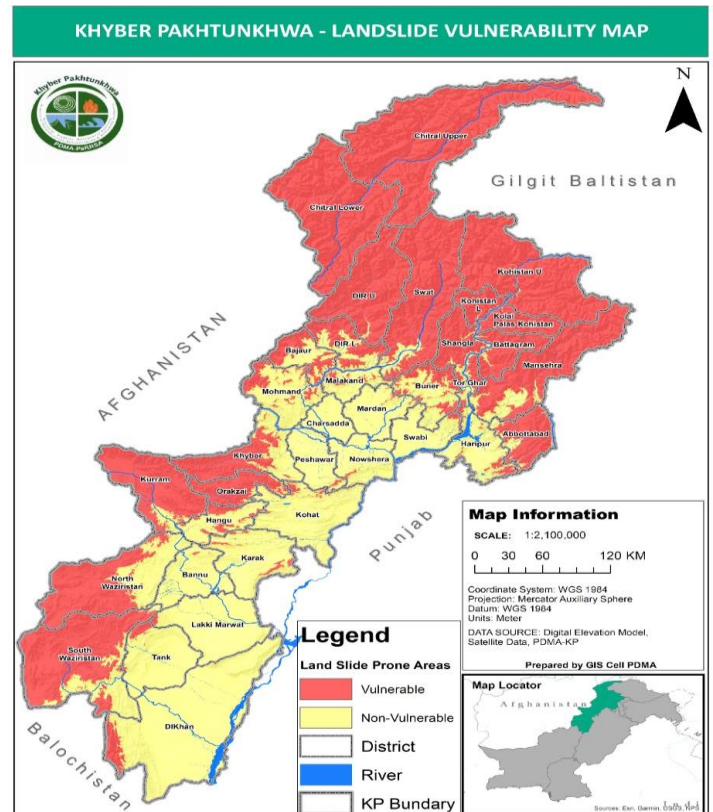 KHYBER PAKHTUNKHWA - LANDSLIDE VULNERABILITY MAP
Khyber Pakhtunkhwa
PDMA-PaRRSA
N
Chitral Upper
Gilgit Baltistan
Chitral Lower
Kohistan U
DIR U
Swat
Kohistan
L
Kolai
Palas Kohistan
AFGHANISTAN
DIR L
Shangla
Battagram
Bajaur
Mansehra
Malakand
Buner
Tor Ghar
Mohmand
Mardan
Charsadda
Swabi
Abbottabad
Haripur
Khyber
Peshawar
Nowshera
Kurram
Orakzai
Kohat
Hangu
Punjab
Karak
North
Waziristan
Bannu
Lakki Marwat
South
Waziristan
Tank
DIKhan
Balochistan
Map Information
SCALE: 1:2,100,000
0 30 60 120 KM
Coordinate System: WGS 1984
Projection: Mercator Auxiliary Sphere
Datum: WGS 1984
Units: Meter
DATA SOURCE: Digital Elevation Model,
Satellite Data, PDMA-KP
Prepared by GIS Cell PDMA
Legend
Land Slide Prone Areas
Vulnerable
Non-Vulnerable
District
River
KP Bundary
Map Locator
Afghanistan
Sources: Esri, Garmin,